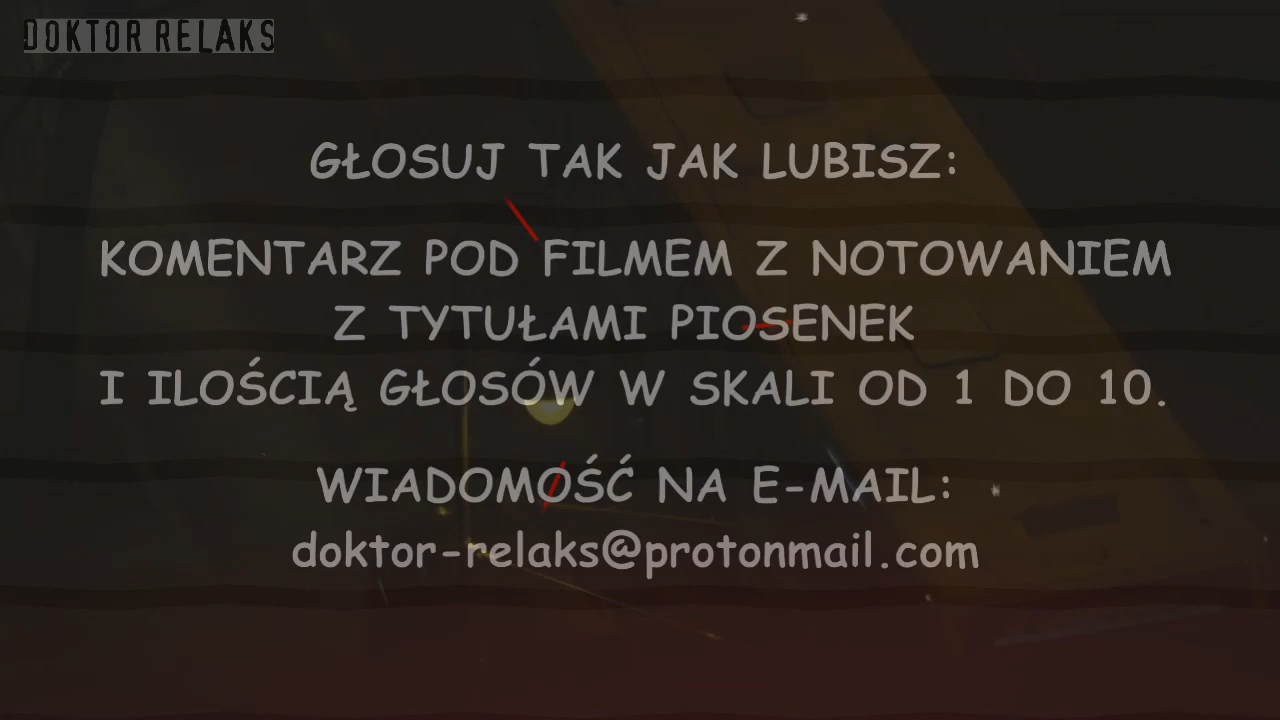 DOKTOR RELAKS
GŁOSUJ TAK JAK LUBISZ:
KOMENTARZ POD FILMEM Z NOTOWANIEM
Z TYTUŁAMI PIOSENEK
I ILOŚCIĄ GŁOSÓW W SKALI OD 1 DO 10.
WIADOMOŚĆ NA E-MAIL:
doktor-relaks@protonmail.com